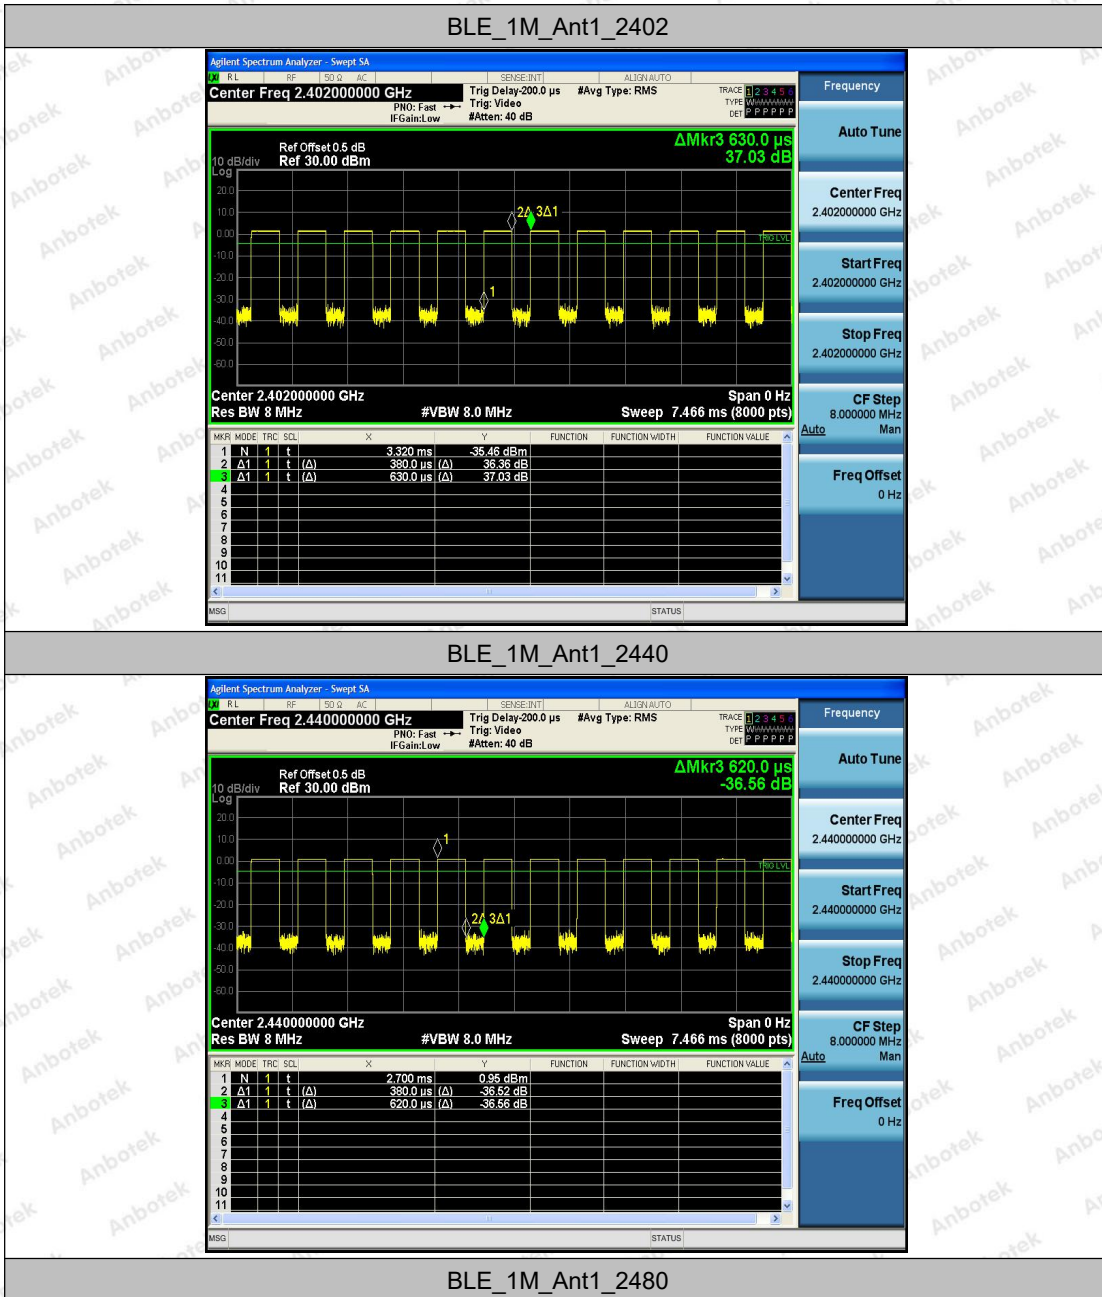 BLE_1M_Ant1_2402
Agilent Spectrum Analyzer - Swept SA
RL RF 50 Ω AC SENSE:INT ALIGNAUTO
Center Freq 2.402000000 GHz
PNO: Fast
IFGain:Low
Trig Delay-200.0 µs
Trig: Video
#Atten: 40 dB
#Avg Type: RMS
TRACE 1 2 3 4 5 6
TYPE W
DET P P P P P P
Ref Offset 0.5 dB
10 dB/div Ref 30.00 dBm
Log
ΔMkr3 630.0 µs
37.03 dB
20.0
10.0
0.00
-10.0
-20.0
-30.0
-40.0
-50.0
-60.0
2Δ 3Δ1
1
TRIG LVL
Center 2.402000000 GHz Span 0 Hz
Res BW 8 MHz #VBW 8.0 MHz Sweep 7.466 ms (8000 pts)
MKR MODE TRC SCL X Y FUNCTION FUNCTION WIDTH FUNCTION VALUE
1 N 1 t 3.320 ms -35.46 dBm
2 Δ1 1 t (Δ) 380.0 µs (Δ) 36.36 dB
3 Δ1 1 t (Δ) 630.0 µs (Δ) 37.03 dB
4
5
6
7
8
9
10
11
MSG STATUS
Frequency
Auto Tune
Center Freq
2.402000000 GHz
Start Freq
2.402000000 GHz
Stop Freq
2.402000000 GHz
CF Step
8.000000 MHz
Auto Man
Freq Offset
0 Hz
BLE_1M_Ant1_2440
Agilent Spectrum Analyzer - Swept SA
RL RF 50 Ω AC SENSE:INT ALIGNAUTO
Center Freq 2.440000000 GHz
PNO: Fast
IFGain:Low
Trig Delay-200.0 µs
Trig: Video
#Atten: 40 dB
#Avg Type: RMS
TRACE 1 2 3 4 5 6
TYPE W
DET P P P P P P
Ref Offset 0.5 dB
10 dB/div Ref 30.00 dBm
Log
ΔMkr3 620.0 µs
-36.56 dB
20.0
10.0
0.00
-10.0
-20.0
-30.0
-40.0
-50.0
-60.0
1
2Δ 3Δ1
TRIG LVL
Center 2.440000000 GHz Span 0 Hz
Res BW 8 MHz #VBW 8.0 MHz Sweep 7.466 ms (8000 pts)
MKR MODE TRC SCL X Y FUNCTION FUNCTION WIDTH FUNCTION VALUE
1 N 1 t 2.700 ms 0.95 dBm
2 Δ1 1 t (Δ) 380.0 µs (Δ) -36.52 dB
3 Δ1 1 t (Δ) 620.0 µs (Δ) -36.56 dB
4
5
6
7
8
9
10
11
MSG STATUS
Frequency
Auto Tune
Center Freq
2.440000000 GHz
Start Freq
2.440000000 GHz
Stop Freq
2.440000000 GHz
CF Step
8.000000 MHz
Auto Man
Freq Offset
0 Hz
BLE_1M_Ant1_2480